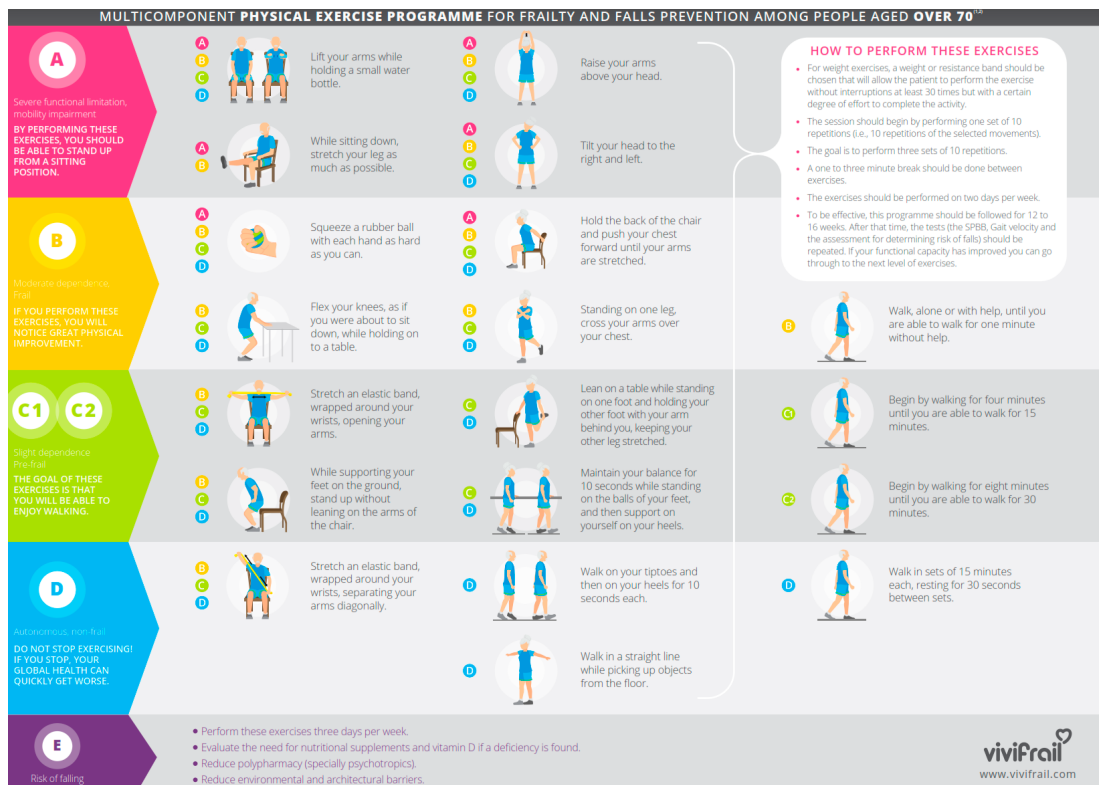 MULTICOMPONENT PHYSICAL EXERCISE PROGRAMME FOR FRAILTY AND FALLS PREVENTION AMONG PEOPLE AGED OVER 70
A
Severe functional limitation,
mobility impairment
BY PERFORMING THESE
EXERCISES, YOU SHOULD
BE ABLE TO STAND UP
FROM A SITTING
POSITION.
B
Moderate dependence,
Frail
IF YOU PERFORM THESE
EXERCISES, YOU WILL
NOTICE GREAT PHYSICAL
IMPROVEMENT.
C1 C2
Slight dependence
Pre-frail
THE GOAL OF THESE
EXERCISES IS THAT
YOU WILL BE ABLE TO
ENJOY WALKING.
D
Autonomous, non-frail
DO NOT STOP EXERCISING!
IF YOU STOP, YOUR
GLOBAL HEALTH CAN
QUICKLY GET WORSE.
E
Risk of falling
A
B
C
D
Lift your arms while
holding a small water
bottle.
A
B
While sitting down,
stretch your leg as
much as possible.
A
B
C
D
Squeeze a rubber ball
with each hand as hard
as you can.
B
C
D
Flex your knees, as if
you were about to sit
down, while holding on
to a table.
B
C
D
Stretch an elastic band,
wrapped around your
wrists, opening your
arms.
B
C
D
While supporting your
feet on the ground,
stand up without
leaning on the arms of
the chair.
B
C
D
Stretch an elastic band,
wrapped around your
wrists, separating your
arms diagonally.
A
B
C
D
Raise your arms
above your head.
A
B
C
D
Tilt your head to the
right and left.
A
B
C
D
Hold the back of the chair
and push your chest
forward until your arms
are stretched.
B
C
D
Standing on one leg,
cross your arms over
your chest.
C
D
Lean on a table while standing
on one foot and holding your
other foot with your arm
behind you, keeping your
other leg stretched.
C
D
Maintain your balance for
10 seconds while standing
on the balls of your feet,
and then support on
yourself on your heels.
D
Walk on your tiptoes and
then on your heels for 10
seconds each.
D
Walk in a straight line
while picking up objects
from the floor.
HOW TO PERFORM THESE EXERCISES
• For weight exercises, a weight or resistance band should be
chosen that will allow the patient to perform the exercise
without interruptions at least 30 times but with a certain
degree of effort to complete the activity.
• The session should begin by performing one set of 10
repetitions (i.e., 10 repetitions of the selected movements).
• The goal is to perform three sets of 10 repetitions.
• A one to three minute break should be done between
exercises.
• The exercises should be performed on two days per week.
• To be effective, this programme should be followed for 12 to
16 weeks. After that time, the tests (the SPBB, Gait velocity and
the assessment for determining risk of falls) should be
repeated. If your functional capacity has improved you can go
through to the next level of exercises.
B
Walk, alone or with help, until you
are able to walk for one minute
without help.
C1
Begin by walking for four minutes
until you are able to walk for 15
minutes.
C2
Begin by walking for eight minutes
until you are able to walk for 30
minutes.
D
Walk in sets of 15 minutes
each, resting for 30 seconds
between sets.
• Perform these exercises three days per week.
• Evaluate the need for nutritional supplements and vitamin D if a deficiency is found.
• Reduce polypharmacy (specially psychotropics).
• Reduce environmental and architectural barriers.
vivifrail
www.vivifrail.com